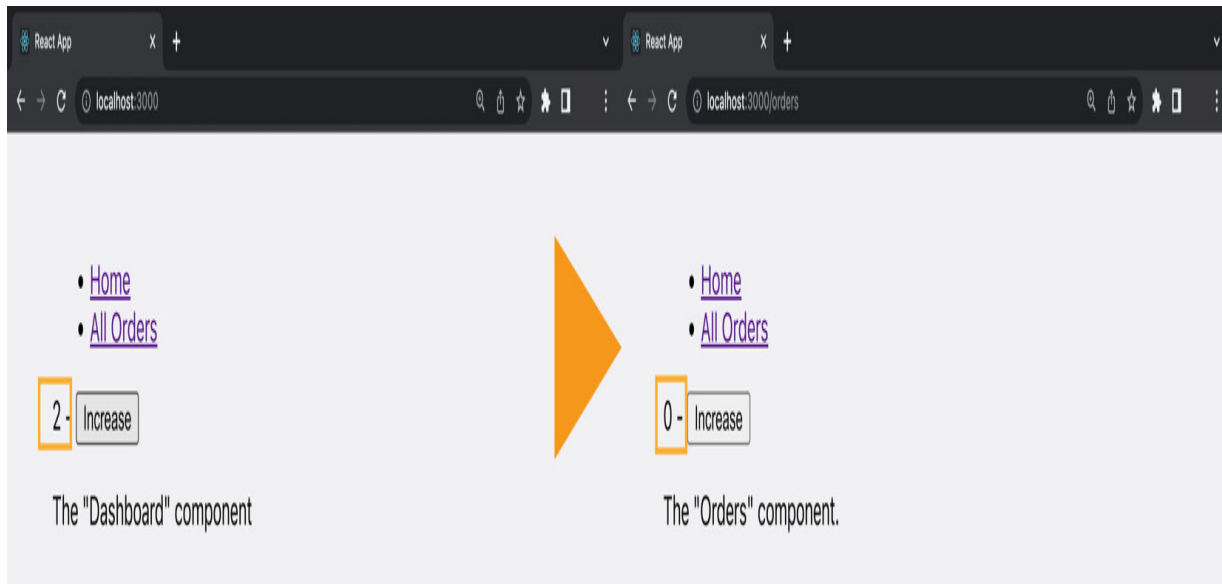 React App
localhost:3000
Home
All Orders
2 - Increase
The "Dashboard" component
React App
localhost:3000/orders
Home
All Orders
0 - Increase
The "Orders" component.